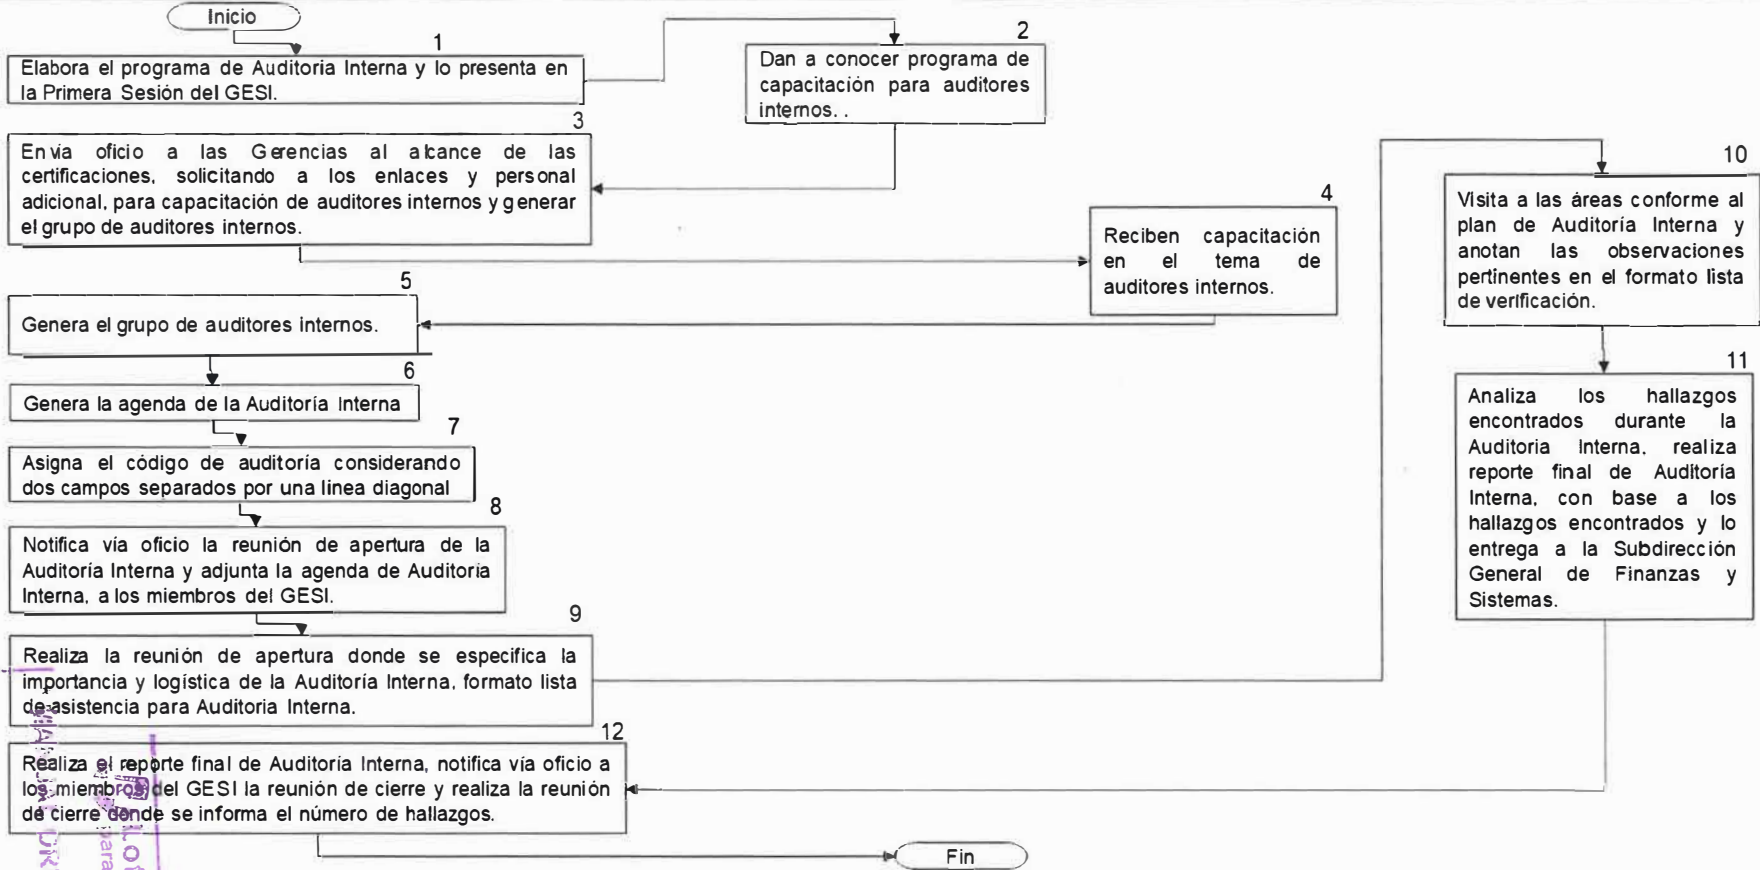 Inicio
1
Elabora el programa de Auditoría Interna y lo presenta en
la Primera Sesión del GESI.
2
Dan a conocer programa de
capacitación para auditores
internos. .
3
Envía oficio a las Gerencias al alcance de las
certificaciones, solicitando a los enlaces y personal
adicional, para capacitación de auditores internos y generar
el grupo de auditores internos.
4
Reciben capacitación
en el tema de
auditores internos.
5
Genera el grupo de auditores internos.
6
Genera la agenda de la Auditoría Interna
7
Asigna el código de auditoría considerando
dos campos separados por una línea diagonal
8
Notifica vía oficio la reunión de apertura de la
Auditoría Interna y adjunta la agenda de Auditoría
Interna, a los miembros del GESI.
9
Realiza la reunión de apertura donde se especifica la
importancia y logística de la Auditoría Interna, formato lista
de asistencia para Auditoria Interna.
10
Visita a las áreas conforme al
plan de Auditoría Interna y
anotan las observaciones
pertinentes en el formato lista
de verificación.
11
Analiza los hallazgos
encontrados durante la
Auditoria Interna, realiza
reporte final de Auditoría
Interna, con base a los
hallazgos encontrados y lo
entrega a la Subdirección
General de Finanzas y
Sistemas.
12
Realiza el reporte final de Auditoría Interna, notifica vía oficio a
los miembros del GESI la reunión de cierre y realiza la reunión
de cierre donde se informa el número de hallazgos.
Fin
para